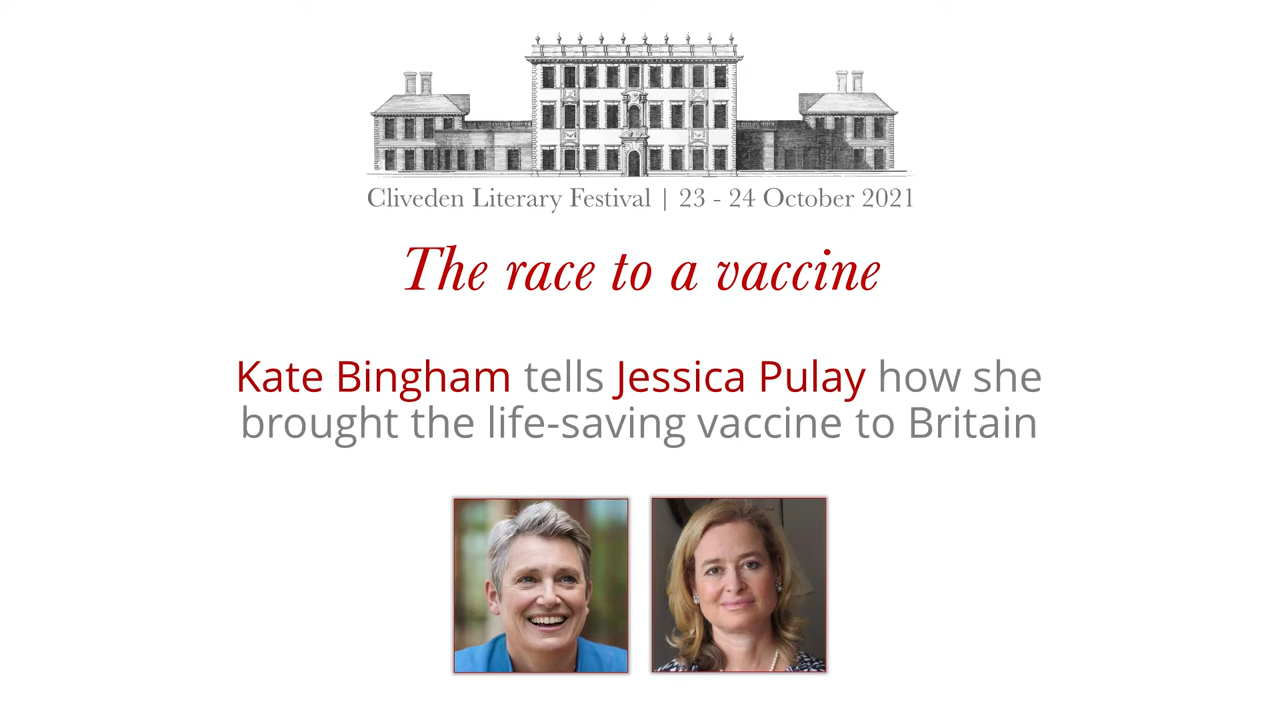 Cliveden Literary Festival | 23 - 24 October 2021
The race to a vaccine
Kate Bingham tells Jessica Pulay how she
brought the life-saving vaccine to Britain